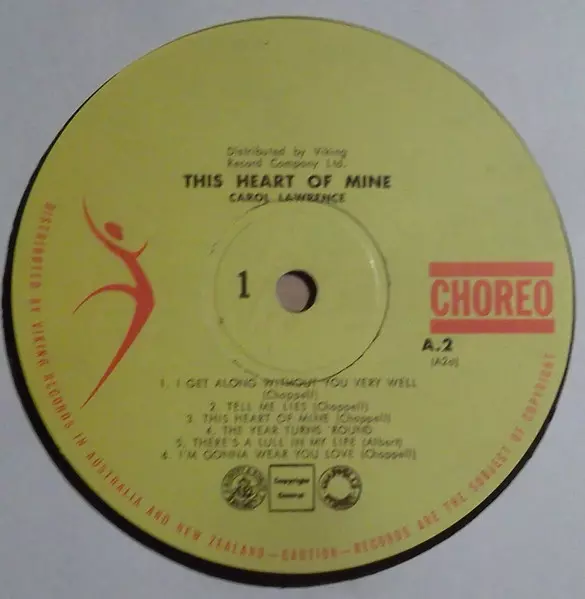 Distributed by Viking
Record Company Ltd.
THIS HEART OF MINE
CAROL LAWRENCE
1
CHOREO
A.2
(A2a)
1. I GET ALONG WITHOUT YOU VERY WELL
(Chappell)
2. TELL ME LIES (Chappell)
3. THIS HEART OF MINE (Chappell)
4. THE YEAR TURNS 'ROUND
5. THERE'S A LULL IN MY LIFE (Albert)
6. I'M GONNA WEAR YOU LOVE (Chappell)
Copyright
Control
DISTRIBUTED BY VIKING RECORDS IN AUSTRALIA AND NEW ZEALAND—CAUTION—RECORDS ARE THE SUBJECT OF COPYRIGHT